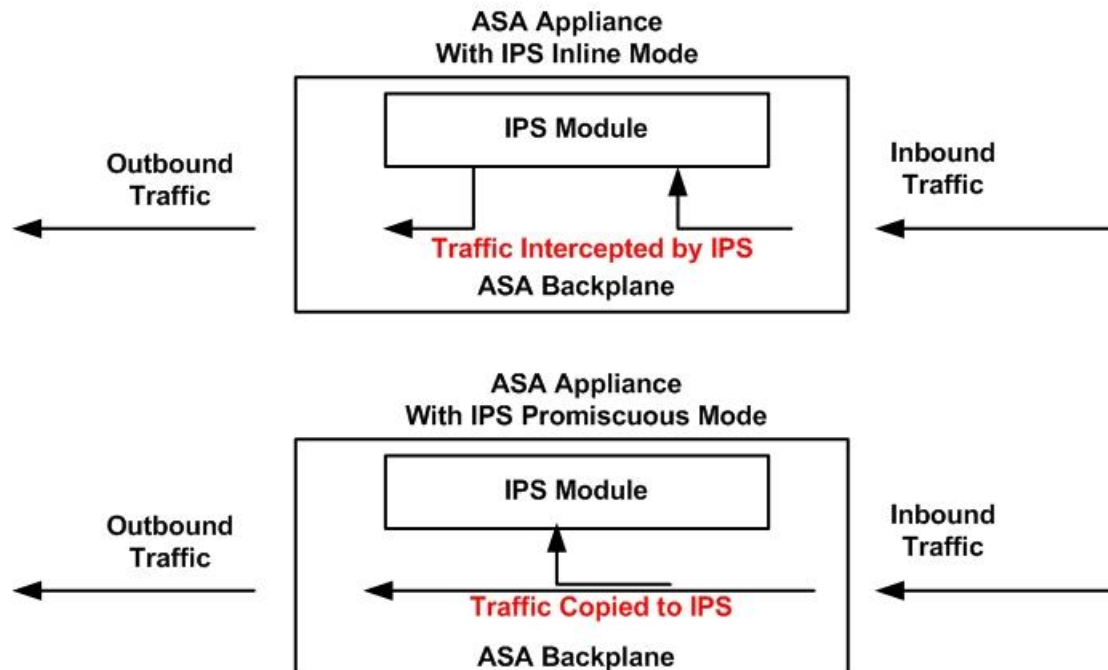 ASA Appliance
With IPS Inline Mode
IPS Module
Outbound
Traffic
Inbound
Traffic
Traffic Intercepted by IPS
ASA Backplane
ASA Appliance
With IPS Promiscuous Mode
IPS Module
Outbound
Traffic
Inbound
Traffic
Traffic Copied to IPS
ASA Backplane